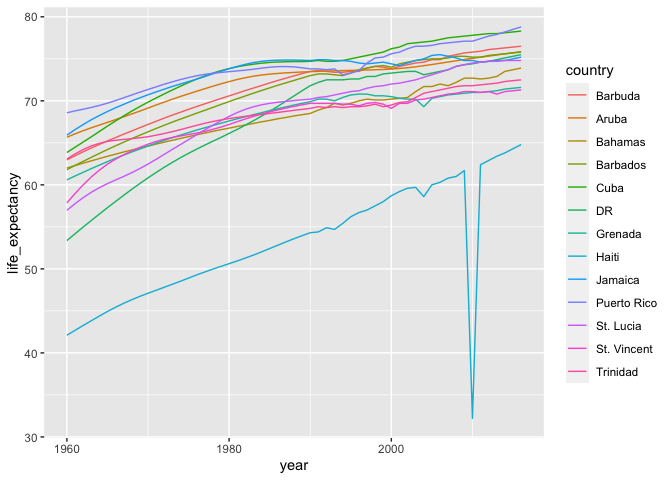 80
70
60
50
40
30
life_expectancy
1960
1980
2000
year
country
Barbuda
Aruba
Bahamas
Barbados
Cuba
DR
Grenada
Haiti
Jamaica
Puerto Rico
St. Lucia
St. Vincent
Trinidad